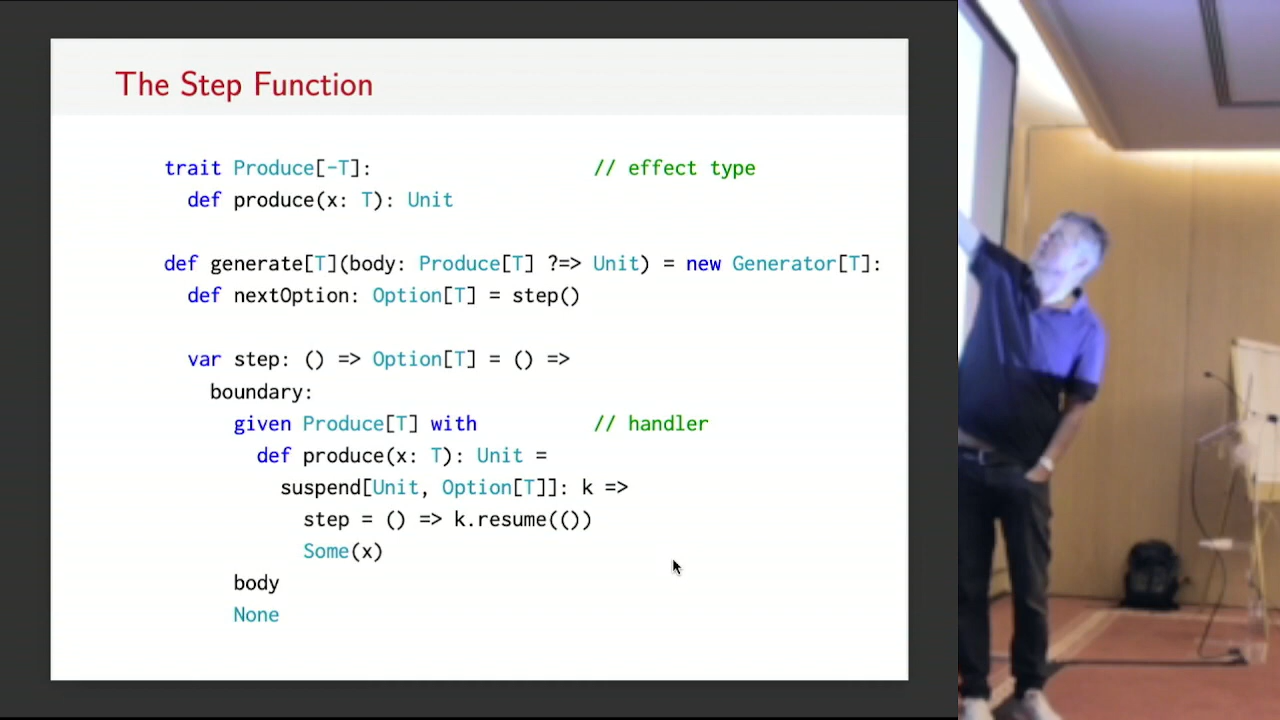 The Step Function
trait Produce[-T]: // effect type
def produce(x: T): Unit
def generate[T](body: Produce[T] ?=> Unit) = new Generator[T]:
def nextOption: Option[T] = step()
var step: () => Option[T] = () =>
boundary:
given Produce[T] with // handler
def produce(x: T): Unit =
suspend[Unit, Option[T]]: k =>
step = () => k.resume(())
Some(x)
body
None